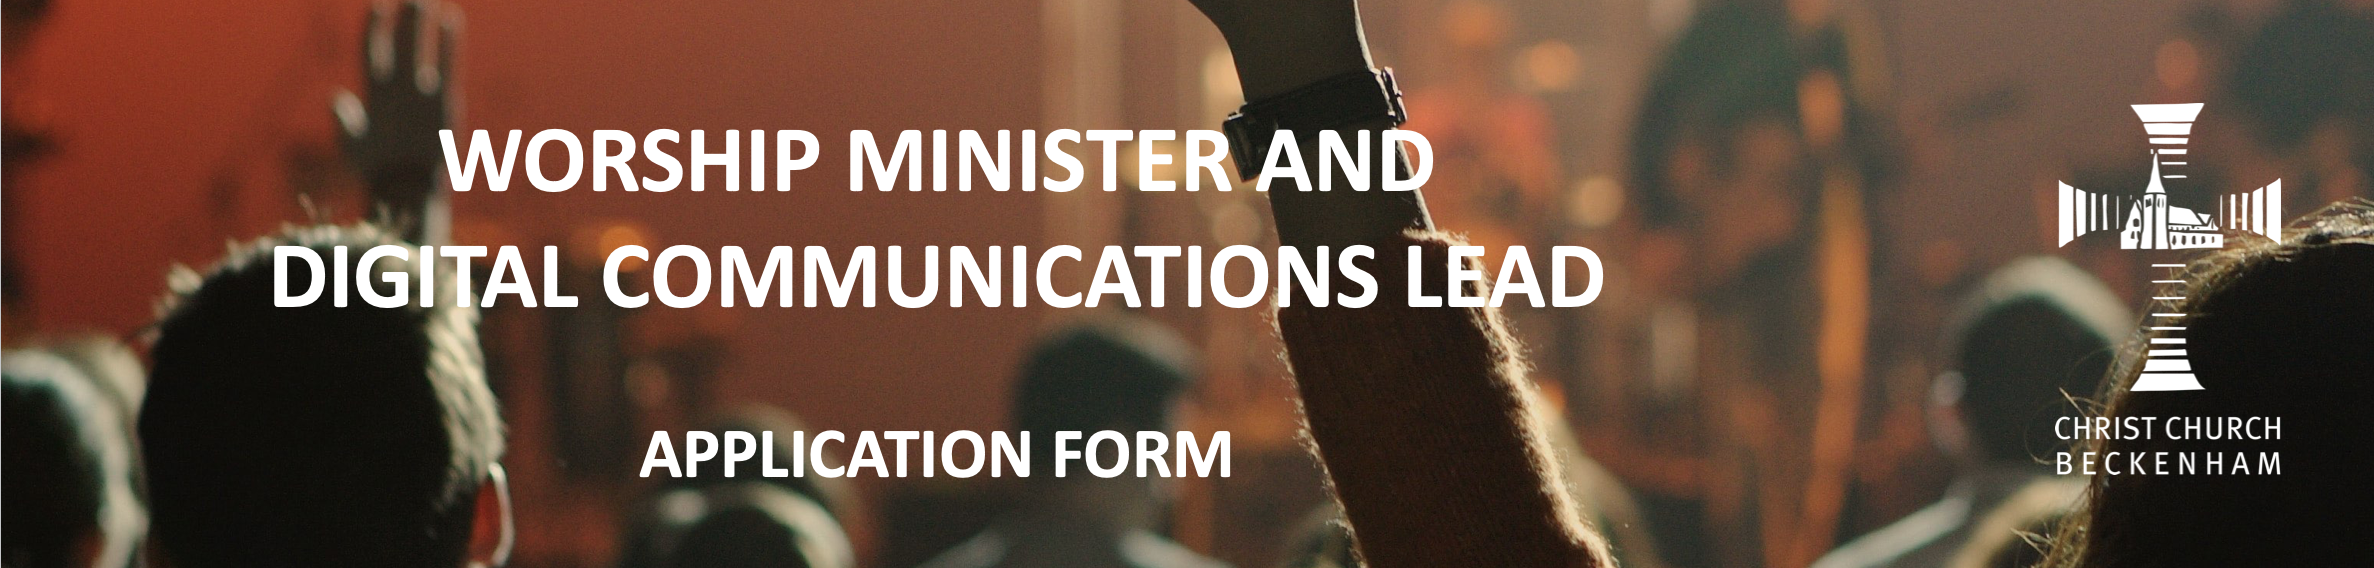 WORSHIP MINISTER AND
DIGITAL COMMUNICATIONS LEAD
APPLICATION FORM
CHRIST CHURCH
BECKENHAM